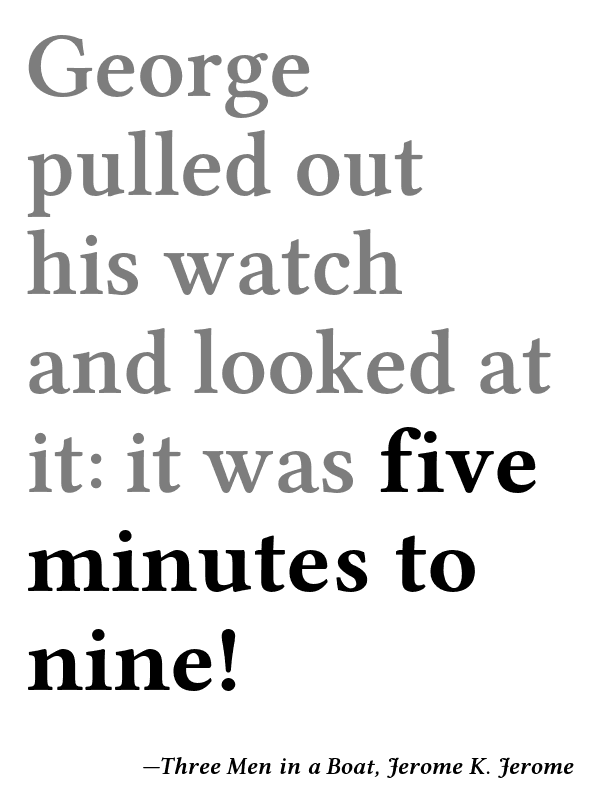 George
pulled out
his watch
and looked at
it: it was five
minutes to
nine!
—Three Men in a Boat, Jerome K. Jerome